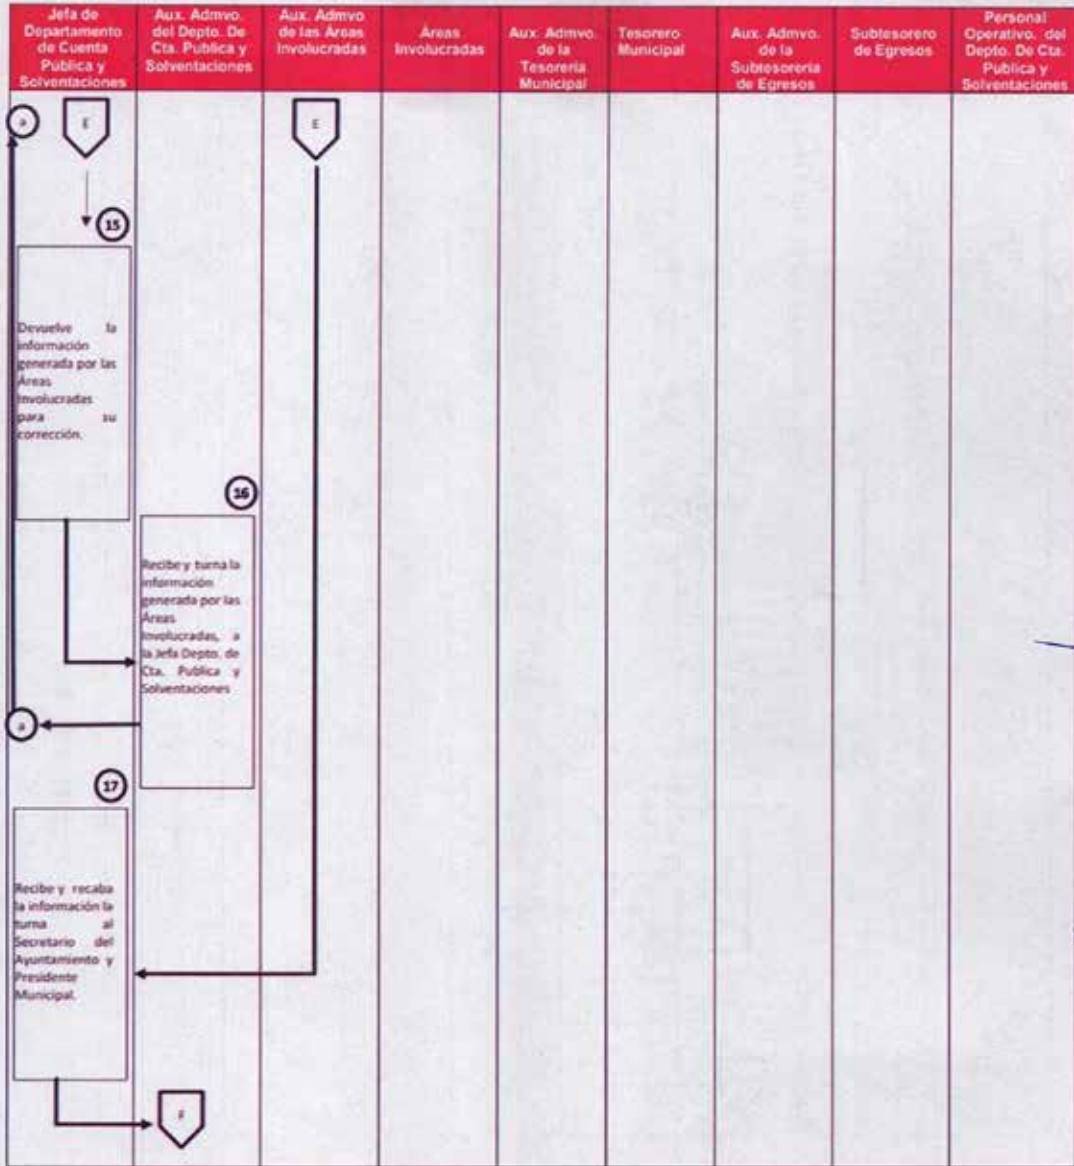 Jefa de
Departamento
de Cuenta
Pública y
Solventaciones
Aux. Admvo.
del Depto. De
Cta. Publica y
Solventaciones
Aux. Admvo
de las Áreas
Involucradas
Áreas
Involucradas
Aux. Admvo.
de la
Tesorería
Municipal
Tesorero
Municipal
Aux. Admvo.
de la
Subtesorería
de Egresos
Subtesorero
de Egresos
Personal
Operativo. del
Depto. De Cta.
Publica y
Solventaciones
a
E
E
15
Devuelve la
información
generada por las
Áreas
Involucradas
para su
corrección.
16
Recibe y turna la
información
generada por las
Áreas
Involucradas, a
la Jefa Depto. de
Cta. Publica y
Solventaciones
a
17
Recibe y recaba
la información la
turna al
Secretario del
Ayuntamiento y
Presidente
Municipal.
F